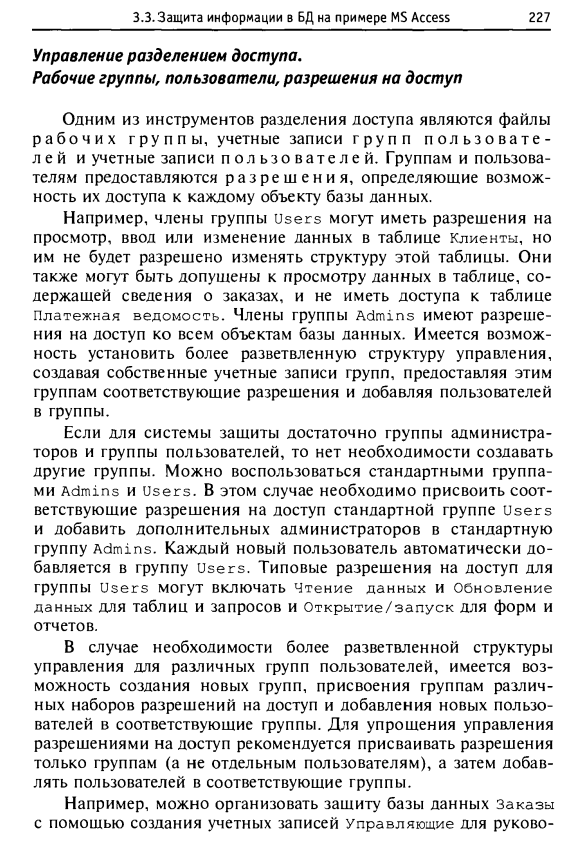 3.3. Защита информации в БД на примере MS Access 227
Управление разделением доступа.
Рабочие группы, пользователи, разрешения на доступ
Одним из инструментов разделения доступа являются файлы
рабочих группы, учетные записи групп пользовате-
лей и учетные записи пользователей. Группам и пользова-
телям предоставляются разрешения, определяющие возмож-
ность их доступа к каждому объекту базы данных.
Например, члены группы Users могут иметь разрешения на
просмотр, ввод или изменение данных в таблице Клиенты, но
им не будет разрешено изменять структуру этой таблицы. Они
также могут быть допущены к просмотру данных в таблице, со-
держащей сведения о заказах, и не иметь доступа к таблице
Платежная ведомость. Члены группы Admins имеют разреше-
ния на доступ ко всем объектам базы данных. Имеется возмож-
ность установить более разветвленную структуру управления,
создавая собственные учетные записи групп, предоставляя этим
группам соответствующие разрешения и добавляя пользователей
в группы.
Если для системы защиты достаточно группы администра-
торов и группы пользователей, то нет необходимости создавать
другие группы. Можно воспользоваться стандартными группа-
ми Admins и Users. В этом случае необходимо присвоить соот-
ветствующие разрешения на доступ стандартной группе Users
и добавить дополнительных администраторов в стандартную
группу Admins. Каждый новый пользователь автоматически до-
бавляется в группу Users. Типовые разрешения на доступ для
группы Users могут включать Чтение данных и Обновление
данных для таблиц и запросов и Открытие/запуск для форм и
отчетов.
В случае необходимости более разветвленной структуры
управления для различных групп пользователей, имеется воз-
можность создания новых групп, присвоения группам различ-
ных наборов разрешений на доступ и добавления новых пользо-
вателей в соответствующие группы. Для упрощения управления
разрешениями на доступ рекомендуется присваивать разрешения
только группам (а не отдельным пользователям), а затем добав-
лять пользователей в соответствующие группы.
Например, можно организовать защиту базы данных Заказы
с помощью создания учетных записей Управляющие для руково-